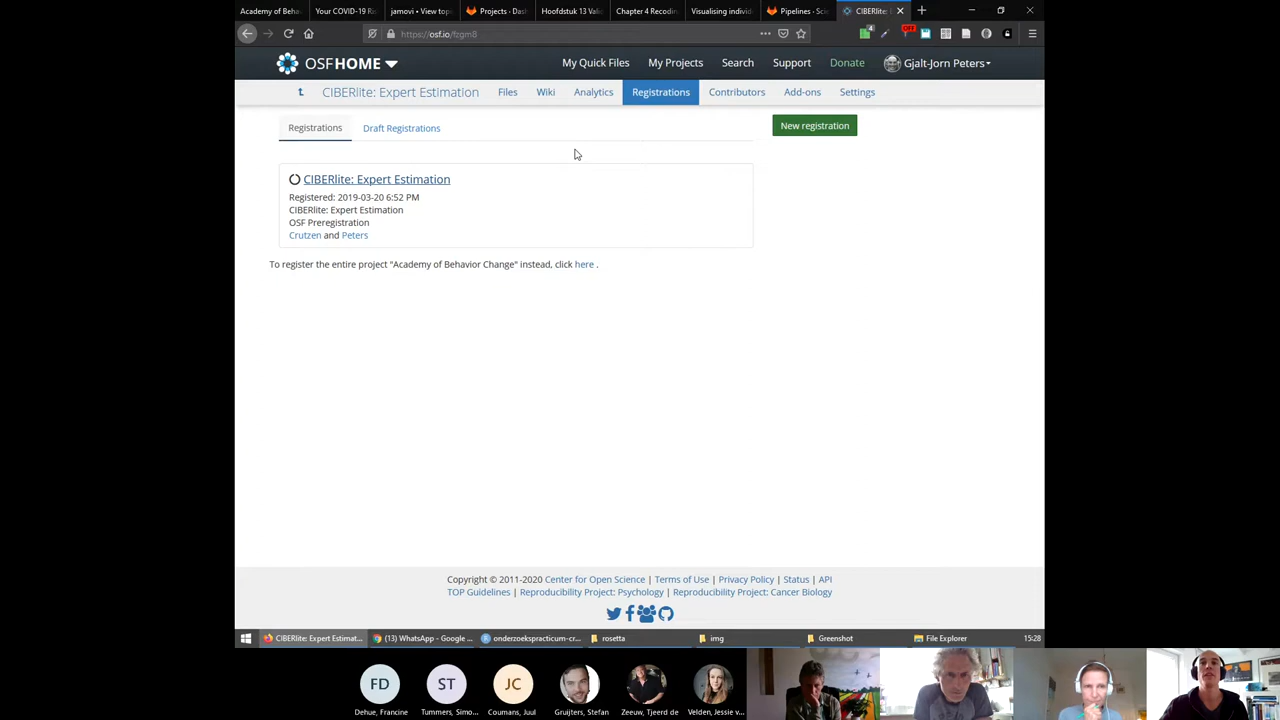 Academy of Beha
Your COVID-19 Ri
jamovi • View top
Projects · Das
Hoofdstuk 13 Vali
Chapter 4 Recodin
Visualising individ
Pipelines · Sci
CIBERlite: E
https://osf.io/fzgm8
OSFHOME
My Quick Files
My Projects
Search
Support
Donate
Gjalt-Jorn Peters
CIBERlite: Expert Estimation
Files
Wiki
Analytics
Registrations
Contributors
Add-ons
Settings
Registrations
Draft Registrations
New registration
CIBERlite: Expert Estimation
Registered: 2019-03-20 6:52 PM
CIBERlite: Expert Estimation
OSF Preregistration
Crutzen and Peters
To register the entire project "Academy of Behavior Change" instead, click here .
Copyright © 2011-2020 Center for Open Science | Terms of Use | Privacy Policy | Status | API
TOP Guidelines | Reproducibility Project: Psychology | Reproducibility Project: Cancer Biology
CIBERlite: Expert Estimat...
(13) WhatsApp - Google ...
onderzoekspracticum-cr...
rosetta
img
Greenshot
File Explorer
15:28
FD
ST
JC
Dehue, Francine
Tummers, Simo...
Coumans, Juul
Gruijters, Stefan
Zeeuw, Tjeerd de
Velden, Jessie v...